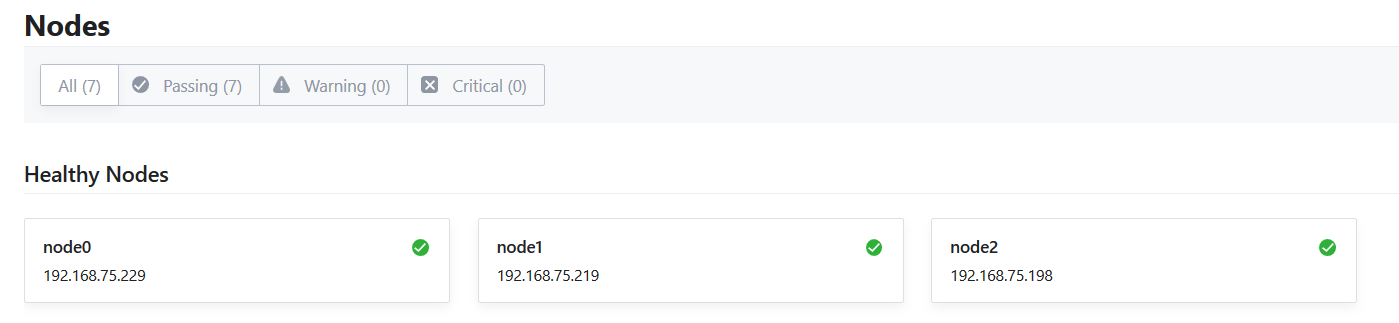 Nodes
All (7) Passing (7) Warning (0) Critical (0)
Healthy Nodes
node0 node1 node2
192.168.75.229 192.168.75.219 192.168.75.198